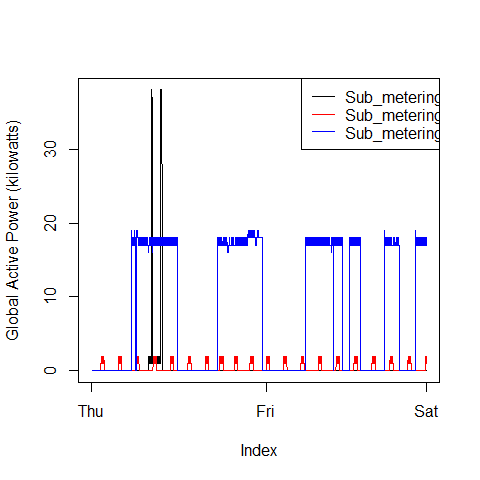 Sub_metering
Sub_metering
Sub_metering
Global Active Power (kilowatts)
30
20
10
0
Thu
Fri
Sat
Index